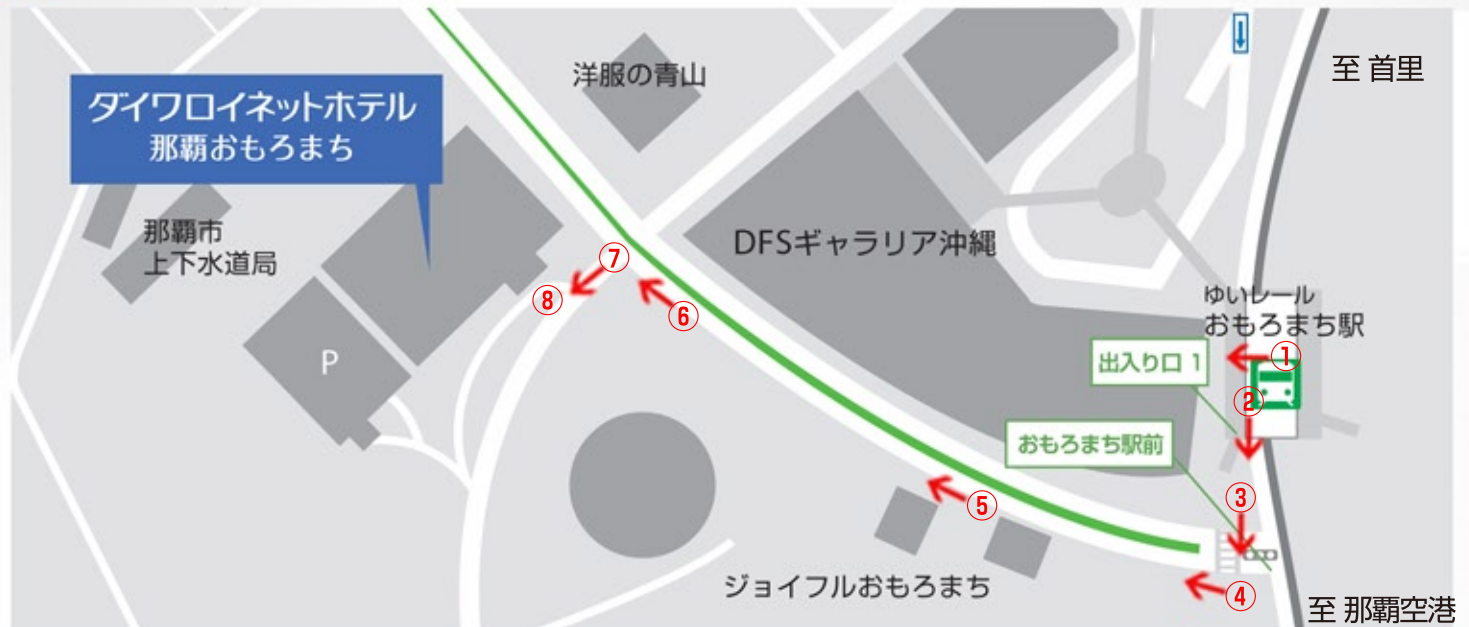 洋服の青山
至 首里
ダイワロイネットホテル
那覇おもろまち
那覇市
上下水道局
DFSギャラリア沖縄
ゆいレール
おもろまち駅
出入り口 1
おもろまち駅前
P
ジョイフルおもろまち
至 那覇空港
①
②
③
④
⑤
⑥
⑦
⑧